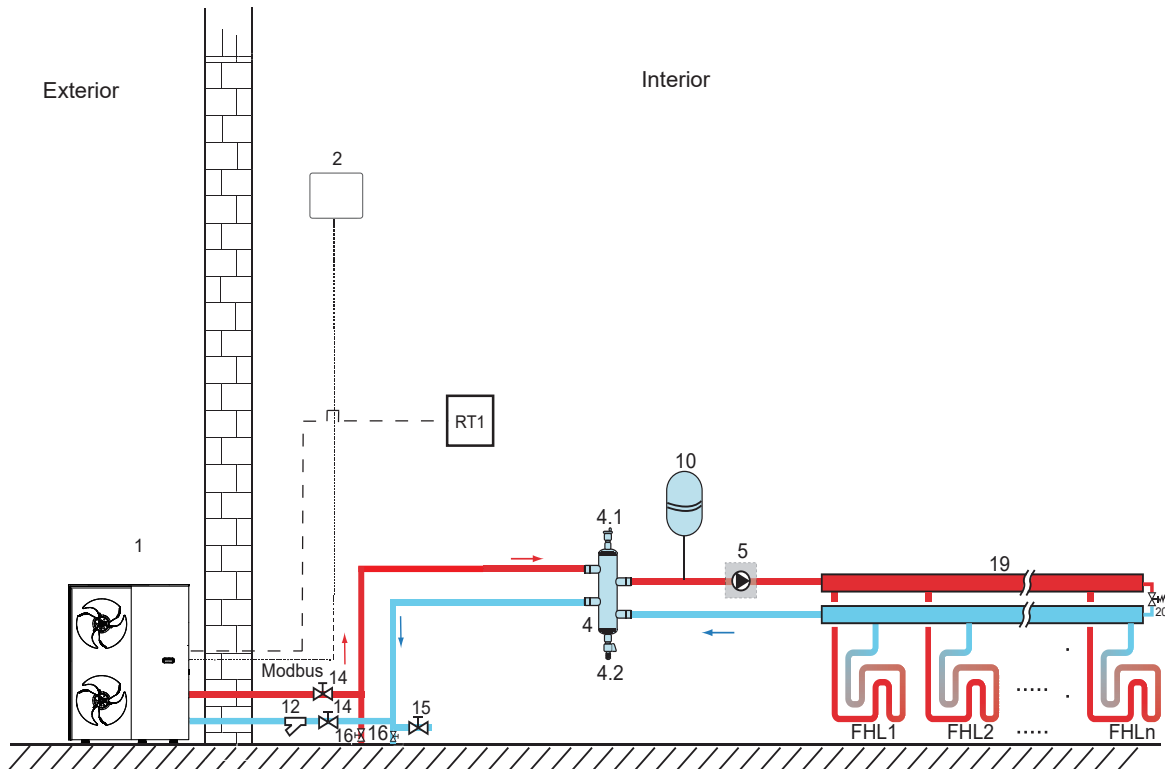 Exterior
Interior
2
RT1
10
4.1
5
1
19
4
20
4.2
Modbus
14
12
14
15
16
16
FHL1
FHL2
.....
FHLn
.....